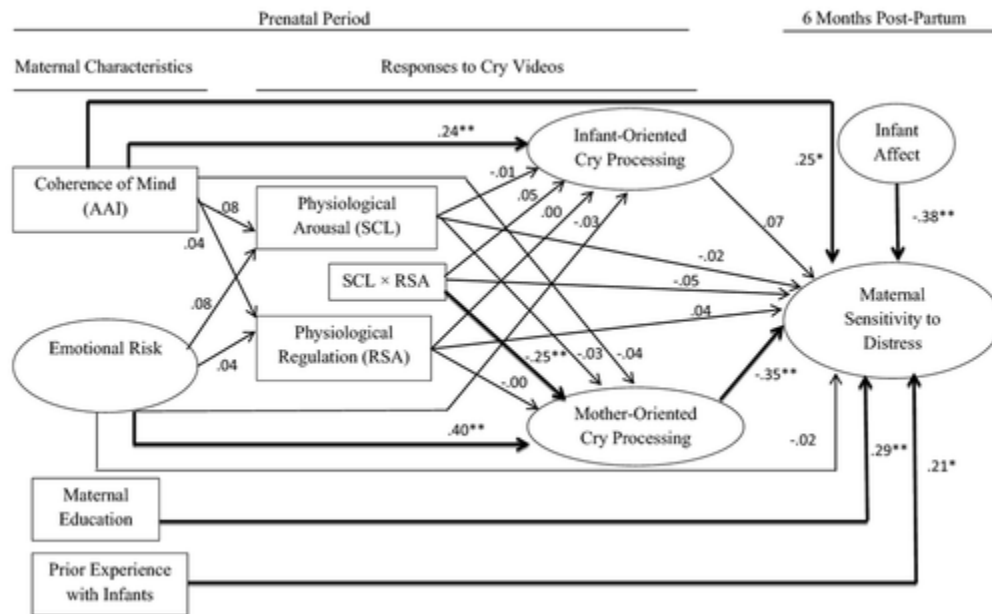 Prenatal Period
6 Months Post-Partum
Maternal Characteristics
Responses to Cry Videos
.24**
Infant-Oriented
Cry Processing
.25*
Infant
Affect
Coherence of Mind
(AAI)
-.01
.05
.00
-.03
.08
Physiological
Arousal (SCL)
.07
-.38**
.04
-.02
SCL × RSA
-.05
Maternal
Sensitivity to
Distress
.08
.04
Emotional Risk
.04
Physiological
Regulation (RSA)
-.25**
-.03
-.04
-.00
-.35**
.40**
Mother-Oriented
Cry Processing
-.02
.29**
.21*
Maternal
Education
Prior Experience
with Infants